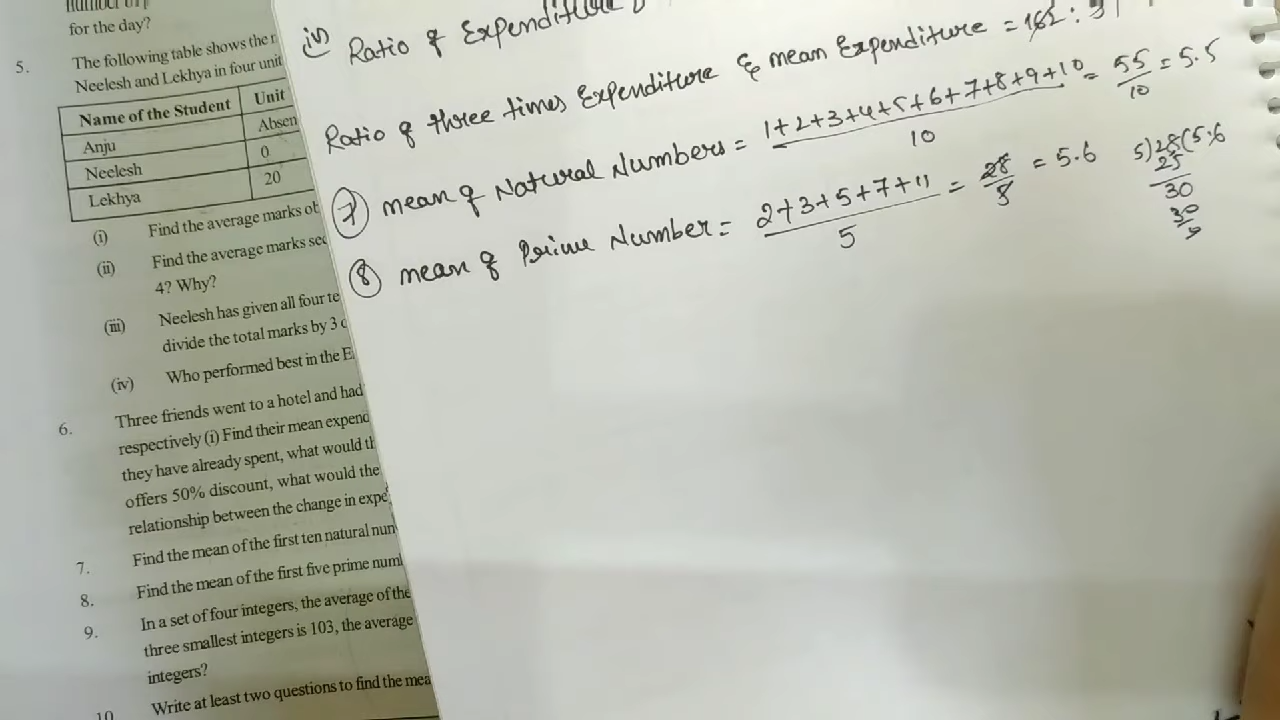 for the day?
5. The following table shows the
Neelesh and Lekhya in four unit
Name of the Student Unit
Anju Absen
Neelesh 0
Lekhya 20
(i) Find the average marks ob
(ii) Find the average marks sec
4? Why?
(iii) Neelesh has given all four te
divide the total marks by 3 o
(iv) Who performed best in the E
6. Three friends went to a hotel and had
respectively (i) Find their mean expend
they have already spent, what would th
offers 50% discount, what would the
relationship between the change in expe
7. Find the mean of the first ten natural num
8. Find the mean of the first five prime numb
9. In a set of four integers, the average of the
three smallest integers is 103, the average
integers?
10. Write at least two questions to find the mea
iv) Ratio of Expenditure
Ratio of three times Expenditure & mean Expenditure = 162 :
7 mean of Natural Numbers = 1+2+3+4+5+6+7+8+9+10 / 10 = 55/10 = 5.5
8 mean of Prime Number = 2+3+5+7+11 / 5 = 28/5 = 5.6
5)28(5.6
25
30
30